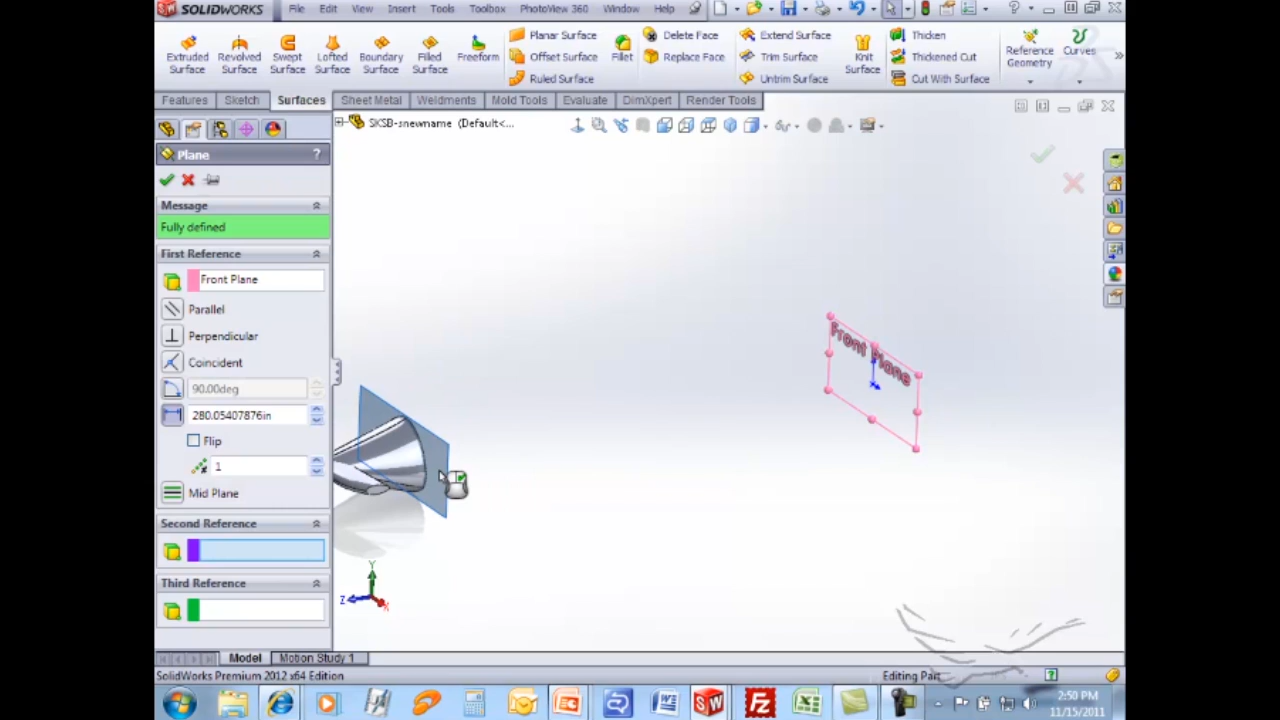 SOLIDWORKS File Edit View Insert Tools Toolbox PhotoView 360 Window Help
Extruded Surface
Revolved Surface
Swept Surface
Lofted Surface
Boundary Surface
Filled Surface
Freeform
Planar Surface
Offset Surface
Ruled Surface
Fillet
Delete Face
Replace Face
Extend Surface
Trim Surface
Untrim Surface
Knit Surface
Thicken
Thickened Cut
Cut With Surface
Reference Geometry
Curves
Features Sketch Surfaces Sheet Metal Weldments Mold Tools Evaluate DimXpert Render Tools
SKSB-snewname (Default<...
Plane ?
Message
Fully defined
First Reference
Front Plane
Parallel
Perpendicular
Coincident
90.00deg
280.05407876in
Flip
1
Mid Plane
Second Reference
Third Reference
Front Plane
Y
Z
X
Model Motion Study 1
SolidWorks Premium 2012 x64 Edition Editing Part
2:50 PM
11/15/2011